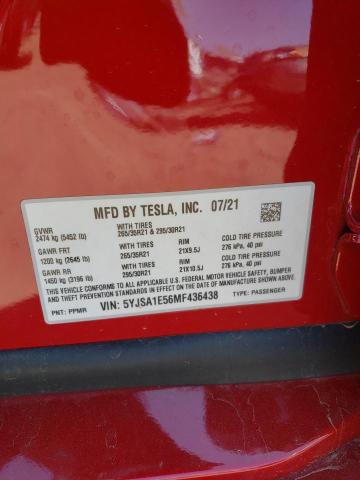 MFD BY TESLA, INC. 07/21
GVWR WITH TIRES
2474 kg (5452 lb) 265/35R21 & 295/30R21
GAWR FRT WITH TIRES RIM COLD TIRE PRESSURE
1200 kg (2645 lb) 265/35R21 21X9.5J 276 kPa, 40 psi
GAWR RR WITH TIRES RIM COLD TIRE PRESSURE
1450 kg (3196 lb) 295/30R21 21X10.5J 276 kPa, 40 psi
THIS VEHICLE CONFORMS TO ALL APPLICABLE U.S. FEDERAL MOTOR VEHICLE SAFETY, BUMPER
AND THEFT PREVENTION STANDARDS IN EFFECT ON THE DATE OF MANUFACTURE SHOWN ABOVE.
VIN: 5YJSA1E56MF436438 TYPE: PASSENGER
PNT: PPMR